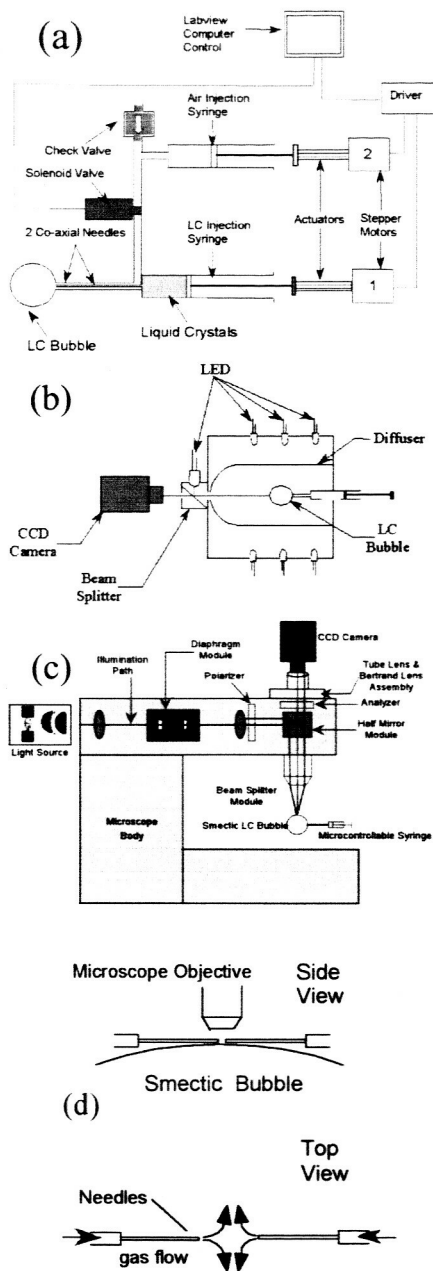 (a)
Labview
Computer
Control
Driver
Air Injection
Syringe
Check Valve
Solenoid Valve
2
2 Co-axial Needles
LC Injection
Syringe
Actuators
Stepper
Motors
1
LC Bubble
Liquid Crystals
(b)
LED
Diffuser
CCD
Camera
Beam
Splitter
LC
Bubble
(c)
CCD Camera
Illumination
Path
Diaphragm
Module
Polarizer
Tube Lens &
Bertrand Lens
Assembly
Analyzer
Half Mirror
Module
Light Source
Beam Splitter
Module
Smectic LC Bubble
Microcontrollable Syringe
Microscope
Body
Microscope Objective
Side
View
Smectic Bubble
(d)
Top
View
Needles
gas flow